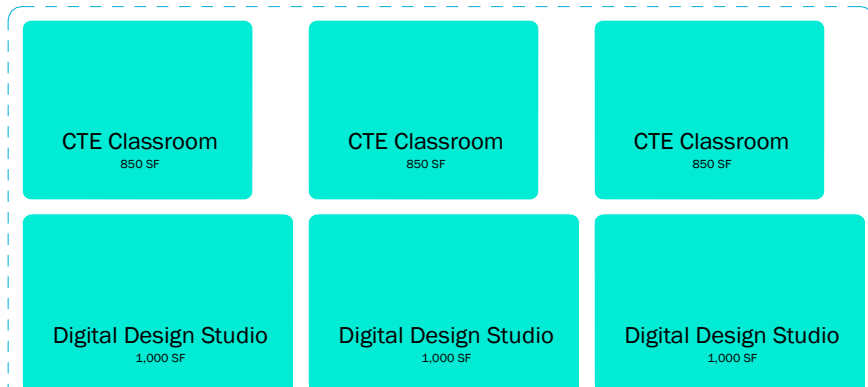 CTE Classroom
850 SF
CTE Classroom
850 SF
CTE Classroom
850 SF
Digital Design Studio
1,000 SF
Digital Design Studio
1,000 SF
Digital Design Studio
1,000 SF